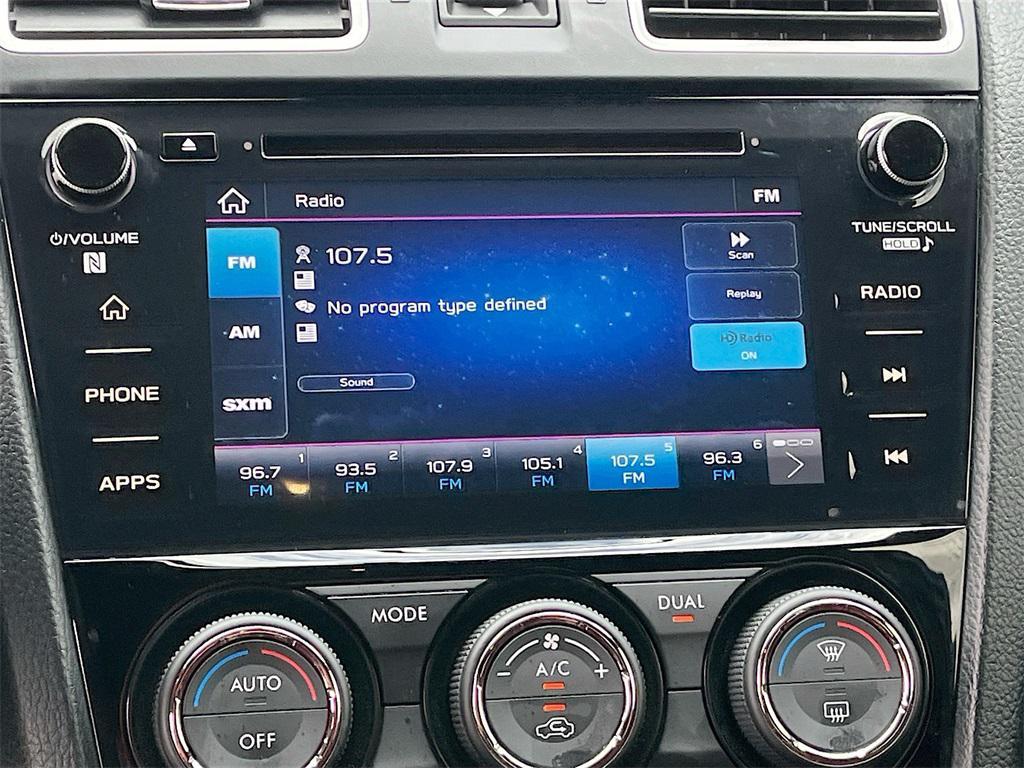 Radio
FM
⏻/VOLUME
TUNE/SCROLL
HOLD
FM
107.5
Scan
RADIO
Replay
No program type defined
AM
HD Radio
ON
PHONE
Sound
sxm
APPS
1
2
3
4
5
6
96.7
93.5
107.9
105.1
107.5
96.3
FM
FM
FM
FM
FM
FM
MODE
DUAL
AUTO
A/C
- +
OFF